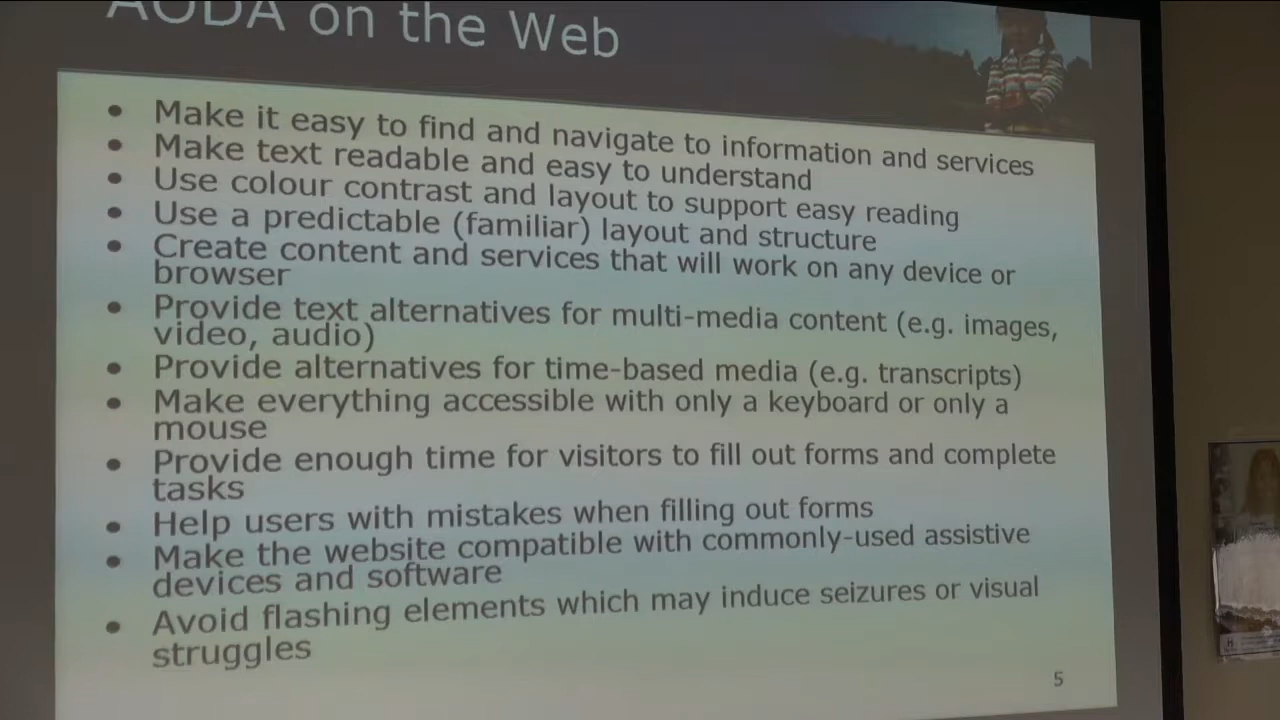 AODA on the Web
• Make it easy to find and navigate to information and services
• Make text readable and easy to understand
• Use colour contrast and layout to support easy reading
• Use a predictable (familiar) layout and structure
• Create content and services that will work on any device or
browser
• Provide text alternatives for multi-media content (e.g. images,
video, audio)
• Provide alternatives for time-based media (e.g. transcripts)
• Make everything accessible with only a keyboard or only a
mouse
• Provide enough time for visitors to fill out forms and complete
tasks
• Help users with mistakes when filling out forms
• Make the website compatible with commonly-used assistive
devices and software
• Avoid flashing elements which may induce seizures or visual
struggles
5